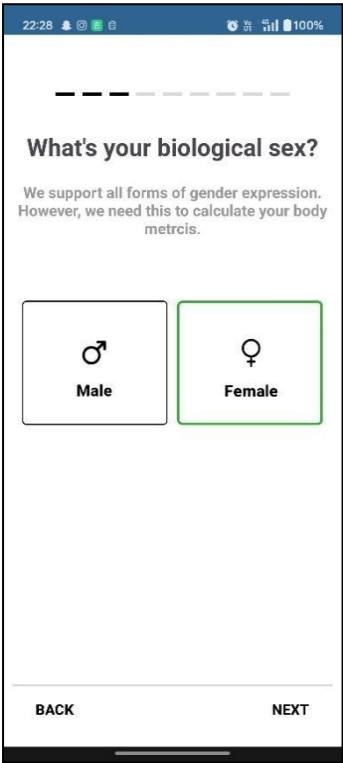 22:28 100%
What's your biological sex?
We support all forms of gender expression.
However, we need this to calculate your body
metrcis.
Male Female
BACK NEXT